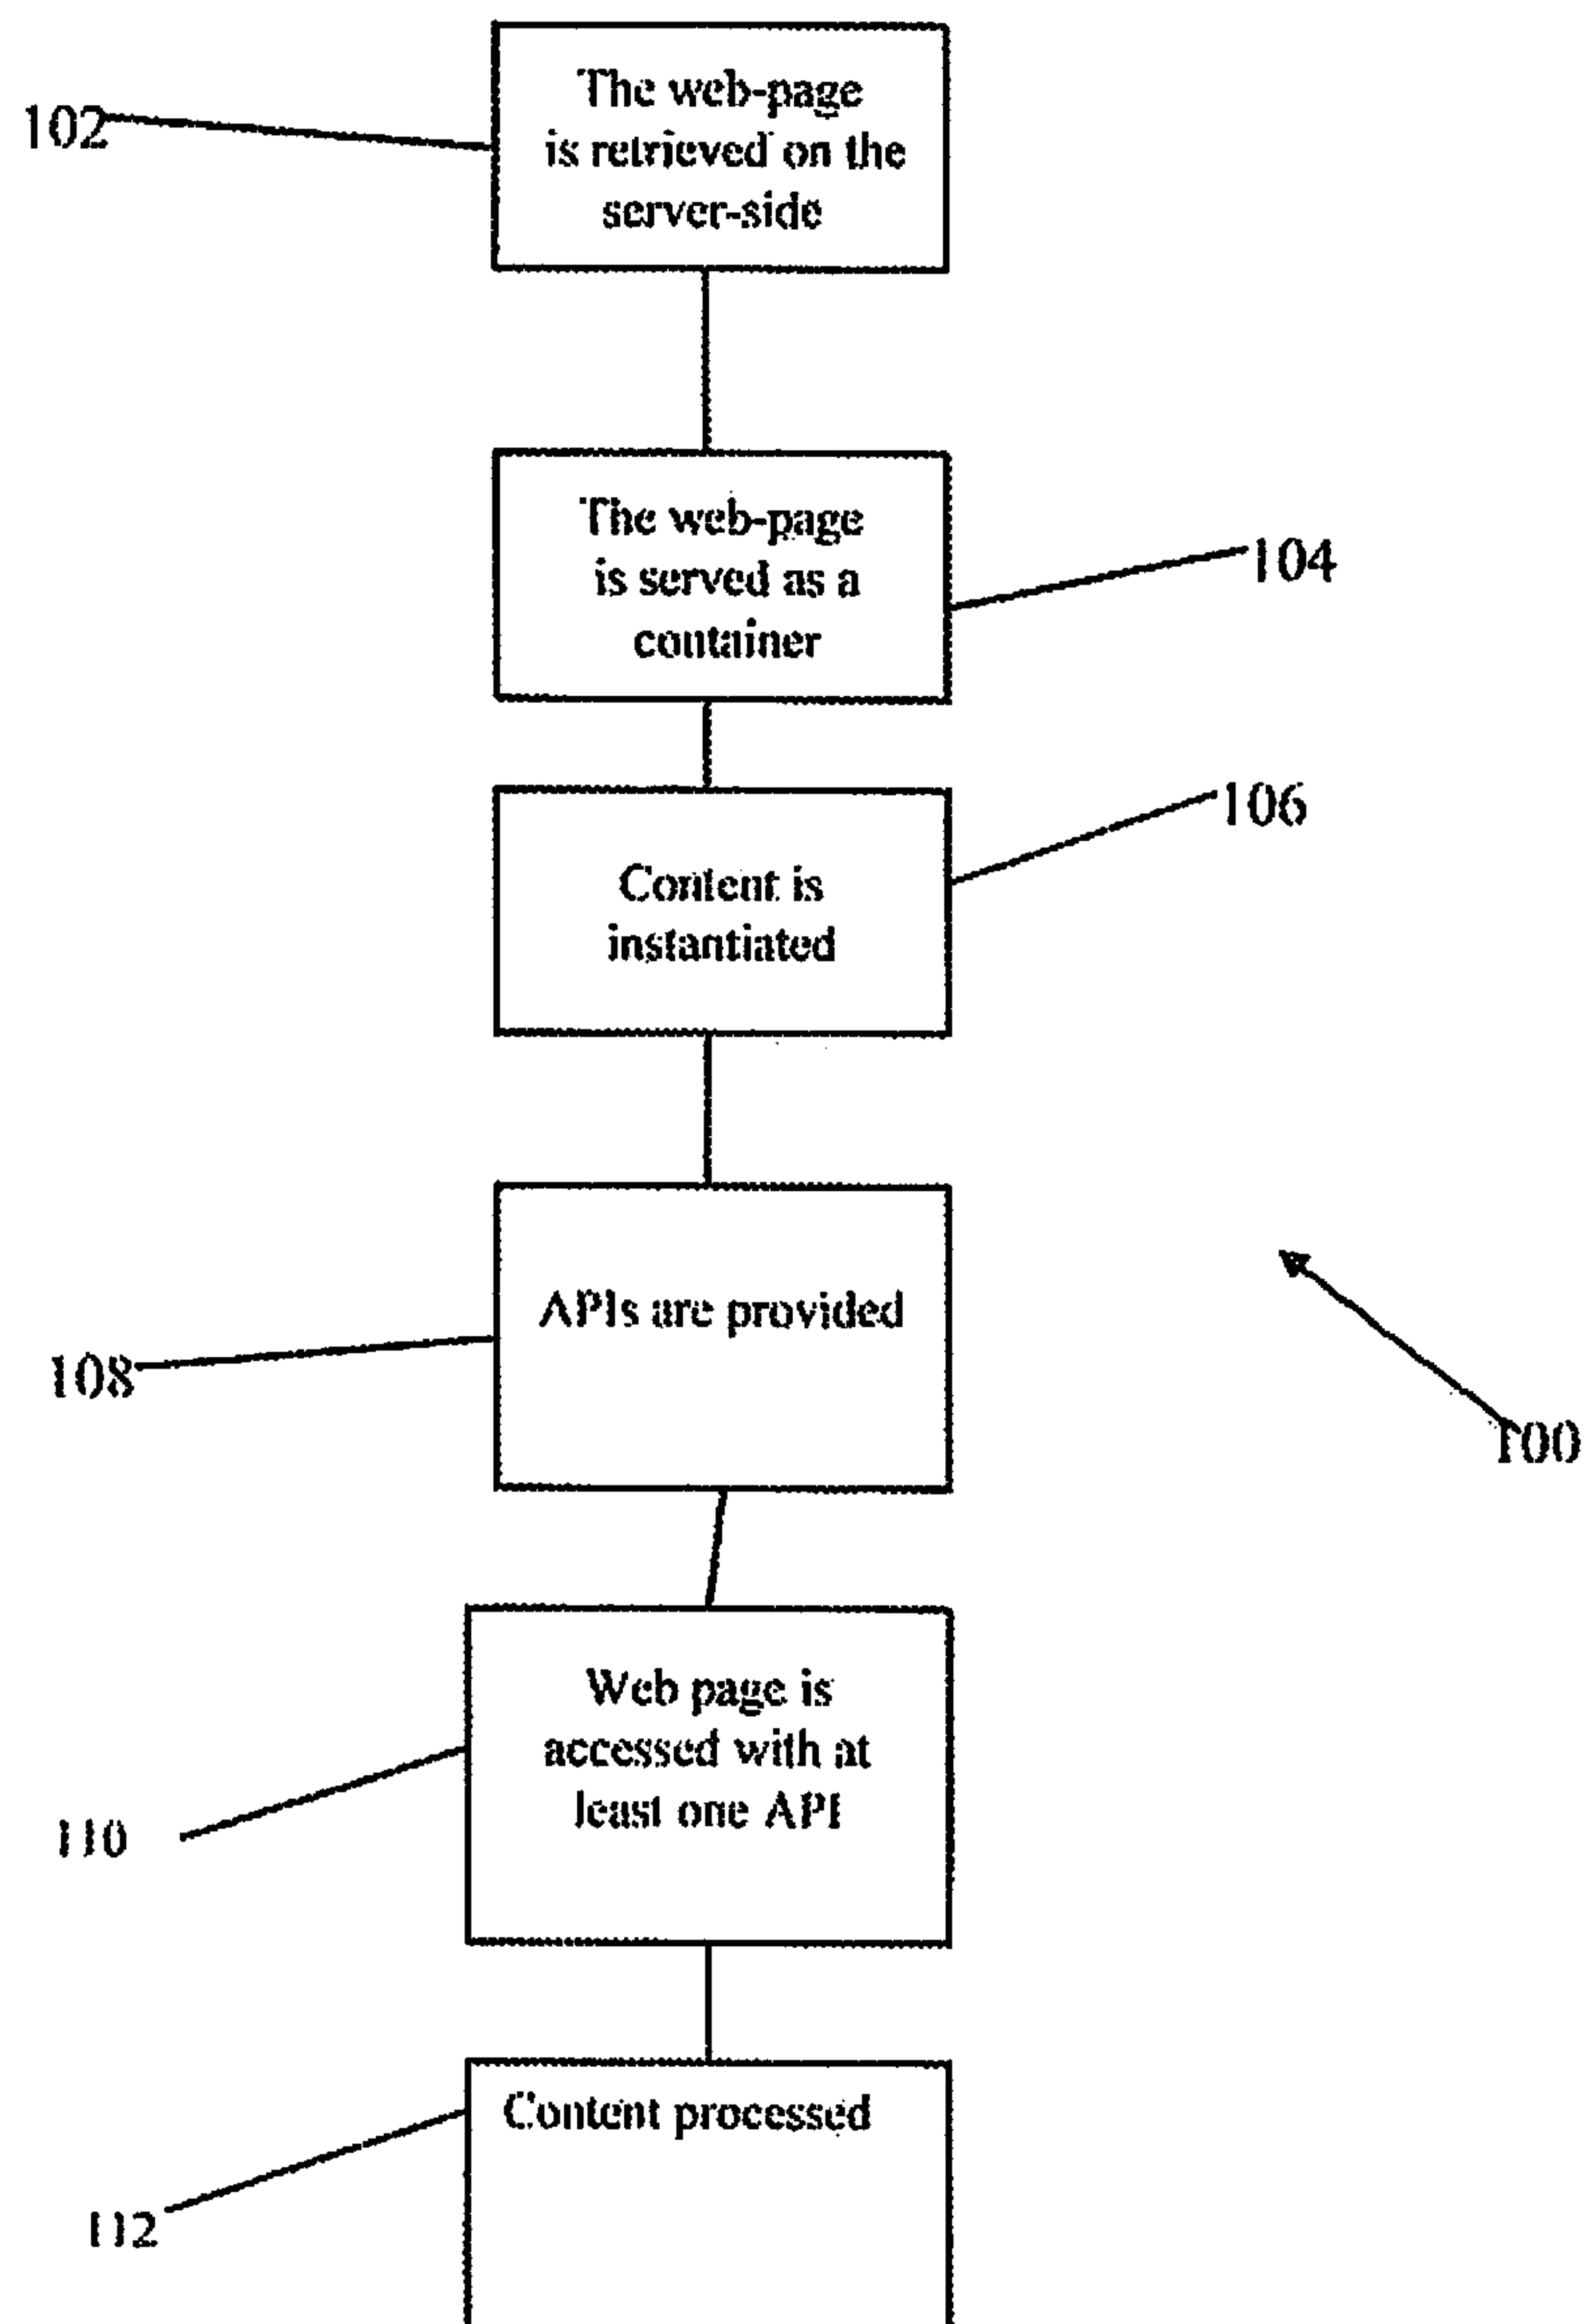 The web-page
is retrieved on the
server-side
102
The web-page
is served as a
container
104
106
Content is
instantiated
APIs are provided
108
100
Web page is
accessed with at
least one API
110
Content processed
112